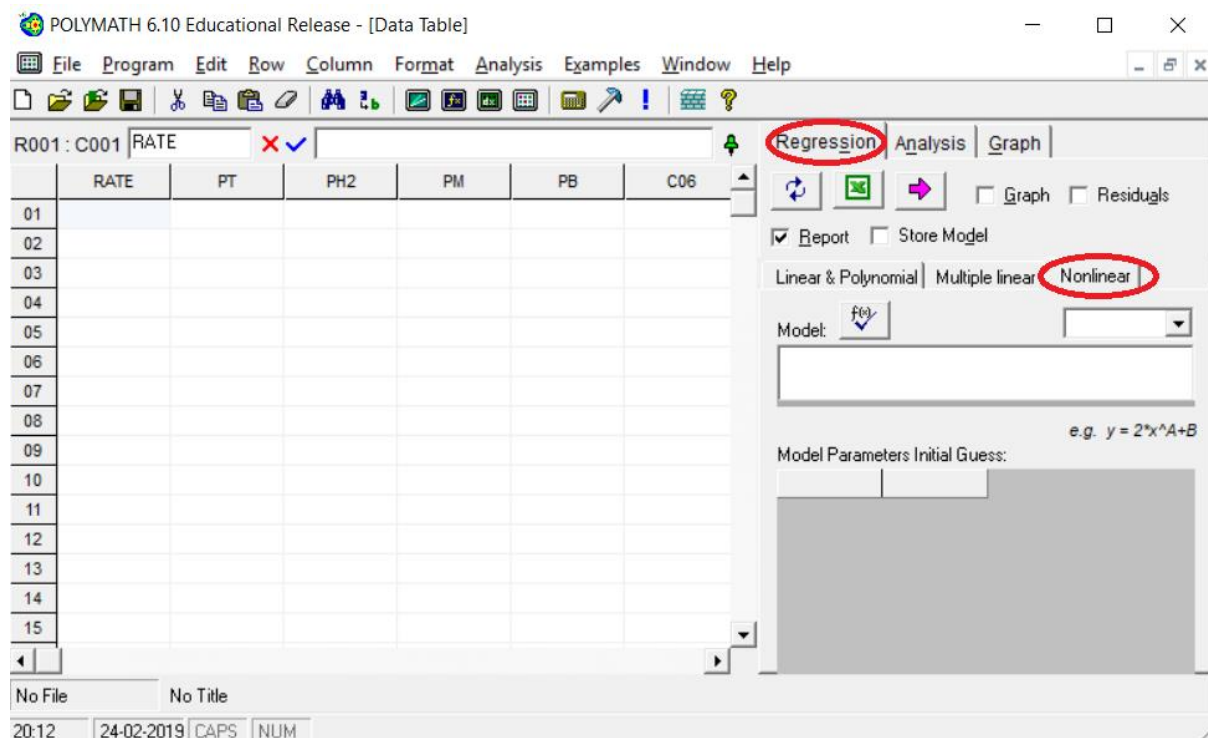 POLYMATH 6.10 Educational Release - [Data Table]
File Program Edit Row Column Format Analysis Examples Window Help
R001 : C001 RATE
Regression Analysis Graph
RATE PT PH2 PM PB C06
Graph Residuals
01
02
Report Store Model
03
Linear & Polynomial Multiple linear Nonlinear
04
05
Model: f(x)
06
07
08
e.g. y = 2*x^A+B
09
Model Parameters Initial Guess:
10
11
12
13
14
15
No File No Title
20:12 24-02-2019 CAPS NUM